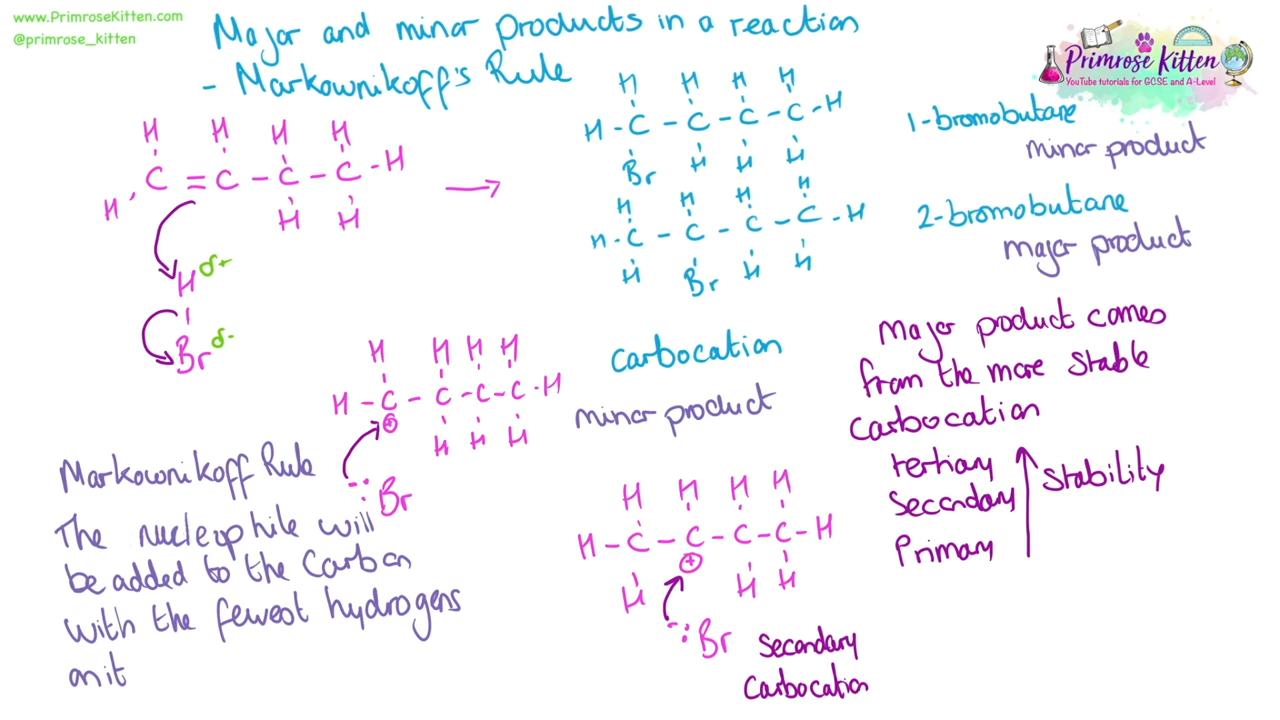 www.PrimroseKitten.com
@primrose_kitten
Major and minor products in a reaction
- Markownikoff's Rule
Primrose Kitten
YouTube tutorials for GCSE and A-Level
H H H H
C = C - C - C - H
H H H
H δ+
Br δ-
H H H H
H - C - C - C - C - H
Br H H H
1-bromobutane
minor product
H H H H
H - C - C - C - C - H
H Br H H
2-bromobutane
major product
H H H H
H - C - C - C - C - H
⊕ H H H
:Br
carbocation
minor product
Major product comes
from the more stable
carbocation
tertiary
secondary
Primary
Stability
Markownikoff Rule
The nucleophile will
be added to the carbon
with the fewest hydrogens
on it
H H H H
H - C - C - C - C - H
H ⊕ H H
:Br
Secondary
Carbocation